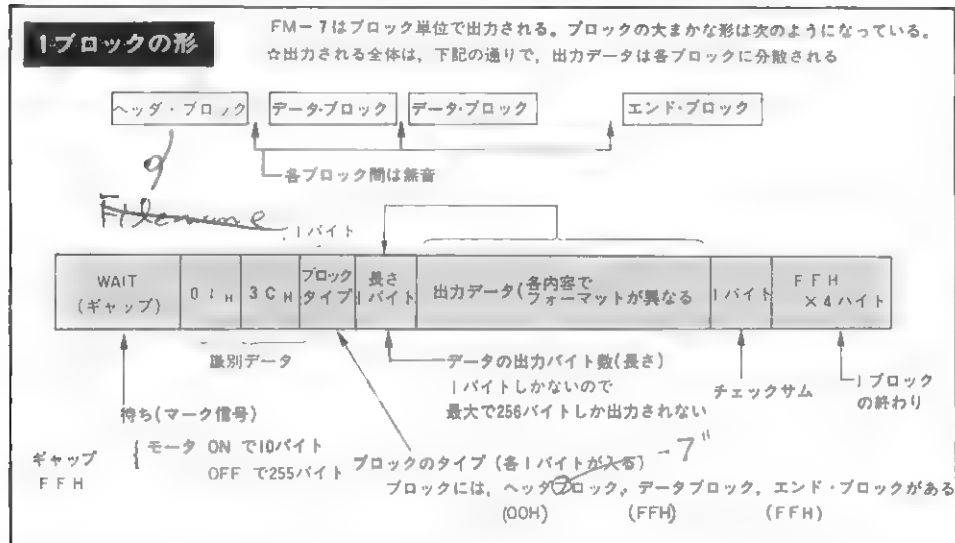 1ブロックの形
FM-7はブロック単位で出力される。ブロックの大まかな形は次のようになっている。
☆出力される全体は,下記の通りで,出力データは各ブロックに分散される
ヘッダ・ブロック データ・ブロック データ・ブロック エンド・ブロック
各ブロック間は無音
Filename
1バイト
WAIT
(ギャップ)
01H
3CH
ブロック
タイプ
長さ
1バイト
出力データ(各内容で
フォーマットが異なる
1バイト
FFH
×4バイト
識別データ
データの出力バイト数(長さ)
1バイトしかないので
最大で256バイトしか出力されない
チェックサム
1ブロック
の終わり
待ち(マーク信号)
モータ ON で10バイト
OFF で255バイト
ギャップ
FFH
ブロックのタイプ(各1バイトが入る)
ブロックには,ヘッダブロック,データブロック,エンド・ブロックがある
(00H) (FFH) (FFH)